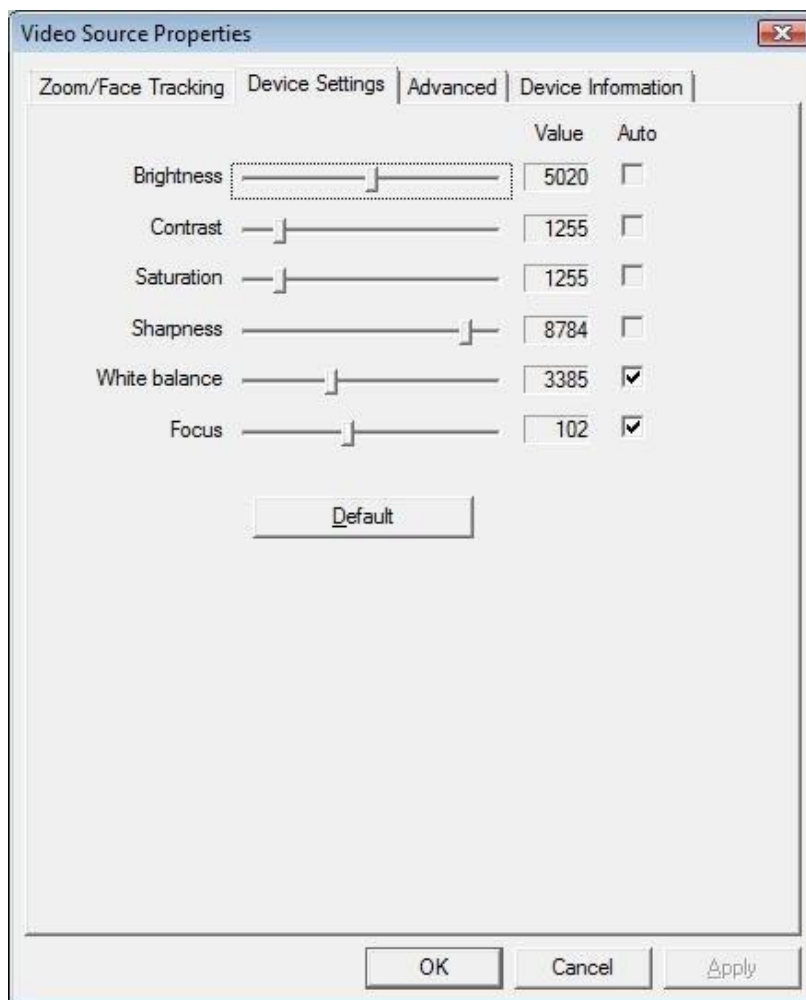 Video Source Properties
Zoom/Face Tracking Device Settings Advanced Device Information
Value Auto
Brightness 5020
Contrast 1255
Saturation 1255
Sharpness 8784
White balance 3385
Focus 102
Default
OK Cancel Apply